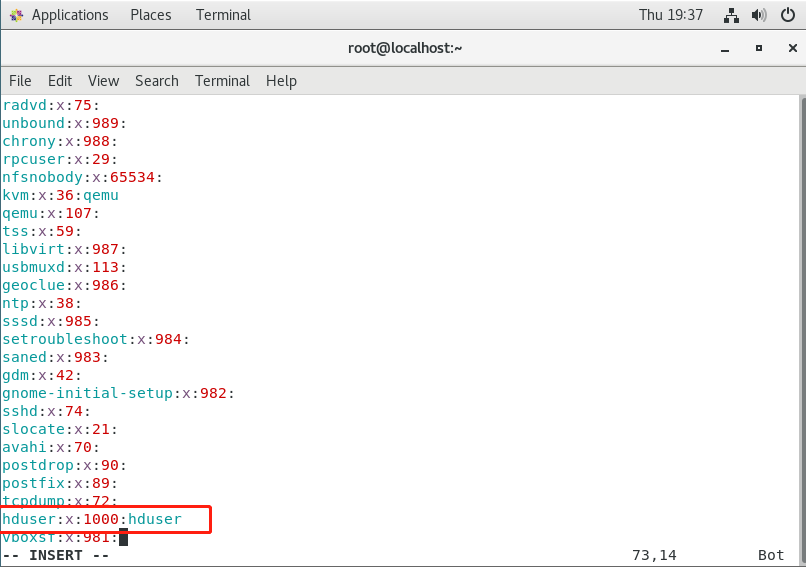 Applications Places Terminal Thu 19:37
root@localhost:~
File Edit View Search Terminal Help
radvd:x:75:
unbound:x:989:
chrony:x:988:
rpcuser:x:29:
nfsnobody:x:65534:
kvm:x:36:qemu
qemu:x:107:
tss:x:59:
libvirt:x:987:
usbmuxd:x:113:
geoclue:x:986:
ntp:x:38:
sssd:x:985:
setroubleshoot:x:984:
saned:x:983:
gdm:x:42:
gnome-initial-setup:x:982:
sshd:x:74:
slocate:x:21:
avahi:x:70:
postdrop:x:90:
postfix:x:89:
tcpdump:x:72:
hduser:x:1000:hduser
vboxsf:x:981:
-- INSERT -- 73,14 Bot